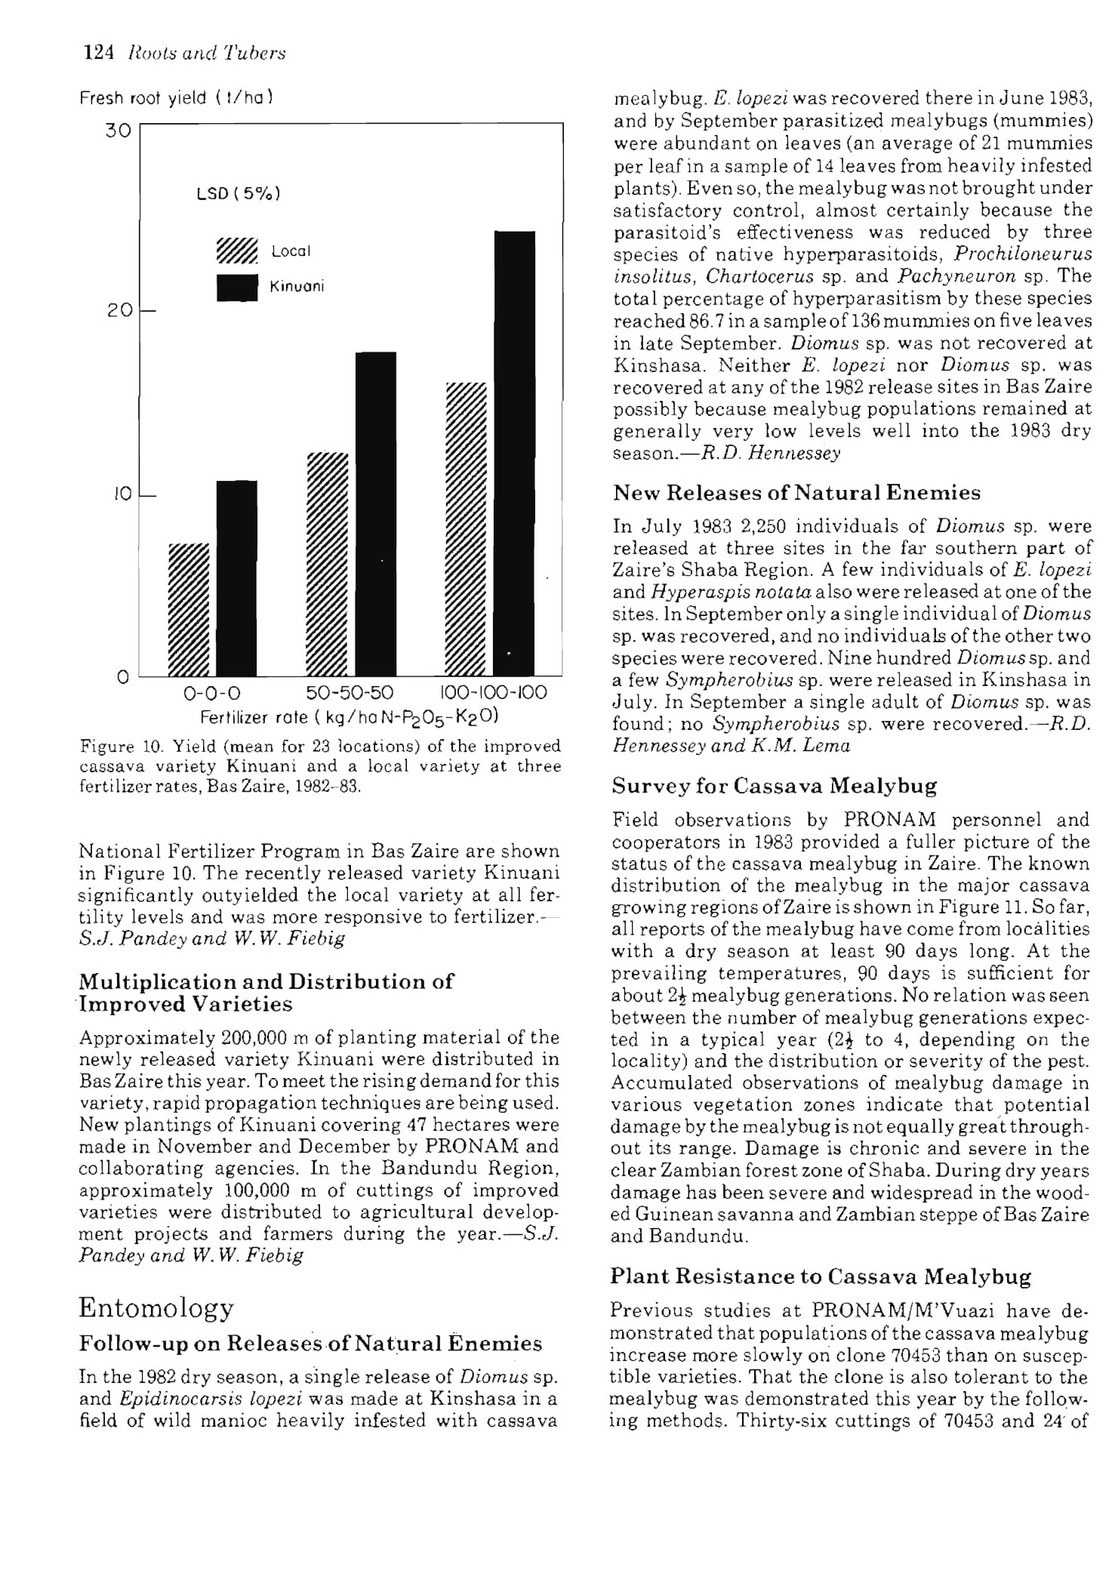 124 Roots and Tubers
Fresh root yield ( t/ha )
30
LSD ( 5% )
Local
Kinuani
20
10
0
0-0-0 50-50-50 100-100-100
Fertilizer rate ( kg/ha N-P2O5-K2O)
Figure 10. Yield (mean for 23 locations) of the improved
cassava variety Kinuani and a local variety at three
fertilizer rates, Bas Zaire, 1982-83.
National Fertilizer Program in Bas Zaire are shown
in Figure 10. The recently released variety Kinuani
significantly outyielded the local variety at all fer-
tility levels and was more responsive to fertilizer.—
S.J. Pandey and W.W. Fiebig
Multiplication and Distribution of
Improved Varieties
Approximately 200,000 m of planting material of the
newly released variety Kinuani were distributed in
Bas Zaire this year. To meet the rising demand for this
variety, rapid propagation techniques are being used.
New plantings of Kinuani covering 47 hectares were
made in November and December by PRONAM and
collaborating agencies. In the Bandundu Region,
approximately 100,000 m of cuttings of improved
varieties were distributed to agricultural develop-
ment projects and farmers during the year.—S.J.
Pandey and W. W. Fiebig
Entomology
Follow-up on Releases of Natural Enemies
In the 1982 dry season, a single release of Diomus sp.
and Epidinocarsis lopezi was made at Kinshasa in a
field of wild manioc heavily infested with cassava
mealybug. E. lopezi was recovered there in June 1983,
and by September parasitized mealybugs (mummies)
were abundant on leaves (an average of 21 mummies
per leaf in a sample of 14 leaves from heavily infested
plants). Even so, the mealybug was not brought under
satisfactory control, almost certainly because the
parasitoid's effectiveness was reduced by three
species of native hyperparasitoids, Prochiloneurus
insolitus, Chartocerus sp. and Pachyneuron sp. The
total percentage of hyperparasitism by these species
reached 86.7 in a sample of 136 mummies on five leaves
in late September. Diomus sp. was not recovered at
Kinshasa. Neither E. lopezi nor Diomus sp. was
recovered at any of the 1982 release sites in Bas Zaire
possibly because mealybug populations remained at
generally very low levels well into the 1983 dry
season.—R.D. Hennessey
New Releases of Natural Enemies
In July 1983 2,250 individuals of Diomus sp. were
released at three sites in the far southern part of
Zaire's Shaba Region. A few individuals of E. lopezi
and Hyperaspis notata also were released at one of the
sites. In September only a single individual of Diomus
sp. was recovered, and no individuals of the other two
species were recovered. Nine hundred Diomus sp. and
a few Sympherobius sp. were released in Kinshasa in
July. In September a single adult of Diomus sp. was
found; no Sympherobius sp. were recovered.—R.D.
Hennessey and K.M. Lema
Survey for Cassava Mealybug
Field observations by PRONAM personnel and
cooperators in 1983 provided a fuller picture of the
status of the cassava mealybug in Zaire. The known
distribution of the mealybug in the major cassava
growing regions of Zaire is shown in Figure 11. So far,
all reports of the mealybug have come from localities
with a dry season at least 90 days long. At the
prevailing temperatures, 90 days is sufficient for
about 2½ mealybug generations. No relation was seen
between the number of mealybug generations expec-
ted in a typical year (2½ to 4, depending on the
locality) and the distribution or severity of the pest.
Accumulated observations of mealybug damage in
various vegetation zones indicate that potential
damage by the mealybug is not equally great through-
out its range. Damage is chronic and severe in the
clear Zambian forest zone of Shaba. During dry years
damage has been severe and widespread in the wood-
ed Guinean savanna and Zambian steppe of Bas Zaire
and Bandundu.
Plant Resistance to Cassava Mealybug
Previous studies at PRONAM/M'Vuazi have de-
monstrated that populations of the cassava mealybug
increase more slowly on clone 70453 than on suscep-
tible varieties. That the clone is also tolerant to the
mealybug was demonstrated this year by the follow-
ing methods. Thirty-six cuttings of 70453 and 24 of